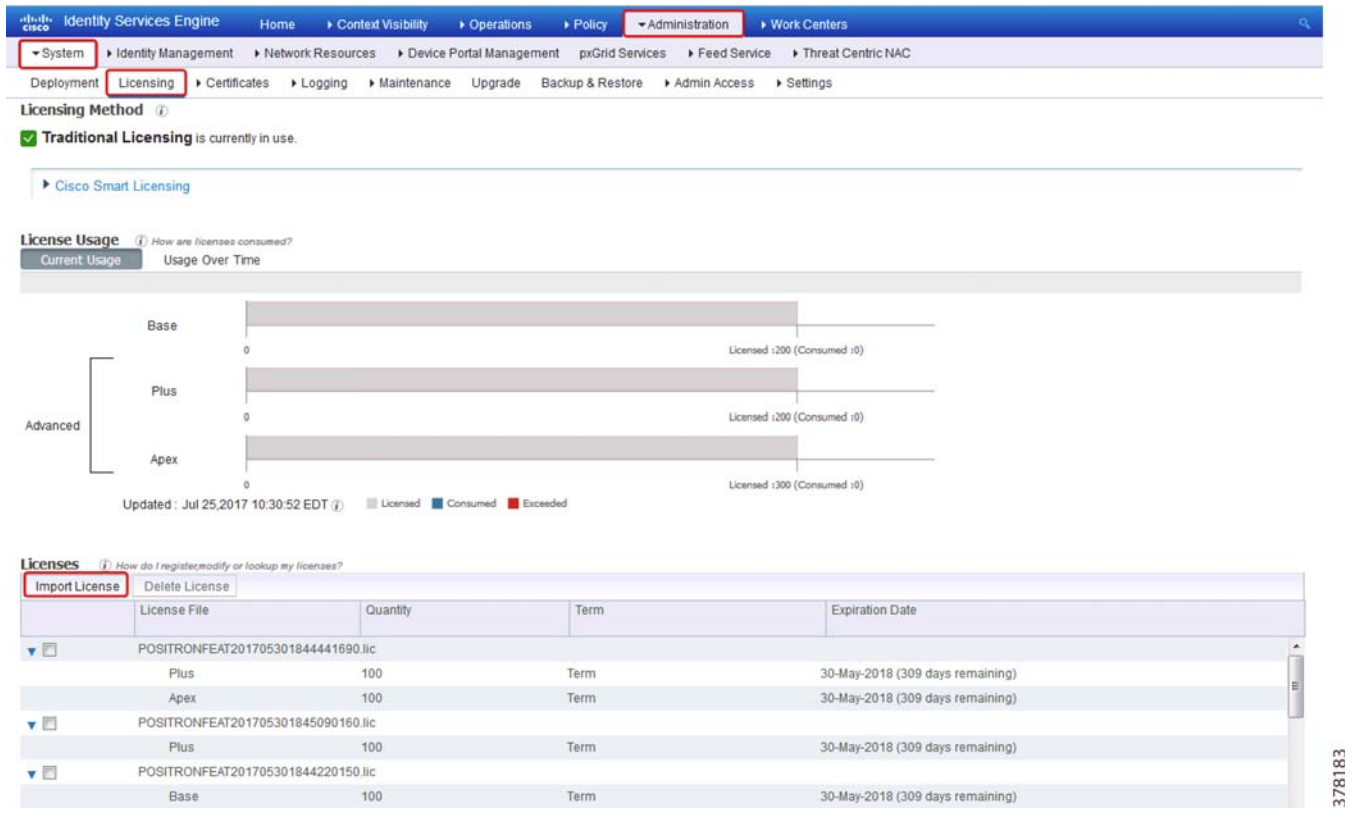 cisco Identity Services Engine Home Context Visibility Operations Policy Administration Work Centers
System Identity Management Network Resources Device Portal Management pxGrid Services Feed Service Threat Centric NAC
Deployment Licensing Certificates Logging Maintenance Upgrade Backup & Restore Admin Access Settings
Licensing Method i
Traditional Licensing is currently in use.
Cisco Smart Licensing
License Usage i How are licenses consumed?
Current Usage Usage Over Time
Base
0 Licensed :200 (Consumed :0)
Advanced
Plus
0 Licensed :200 (Consumed :0)
Apex
0 Licensed :300 (Consumed :0)
Updated : Jul 25,2017 10:30:52 EDT i Licensed Consumed Exceeded
Licenses i How do I register,modify or lookup my licenses?
Import License Delete License
License File Quantity Term Expiration Date
POSITRONFEAT201705301844441690.lic
Plus 100 Term 30-May-2018 (309 days remaining)
Apex 100 Term 30-May-2018 (309 days remaining)
POSITRONFEAT201705301845090160.lic
Plus 100 Term 30-May-2018 (309 days remaining)
POSITRONFEAT201705301844220150.lic
Base 100 Term 30-May-2018 (309 days remaining)
378183